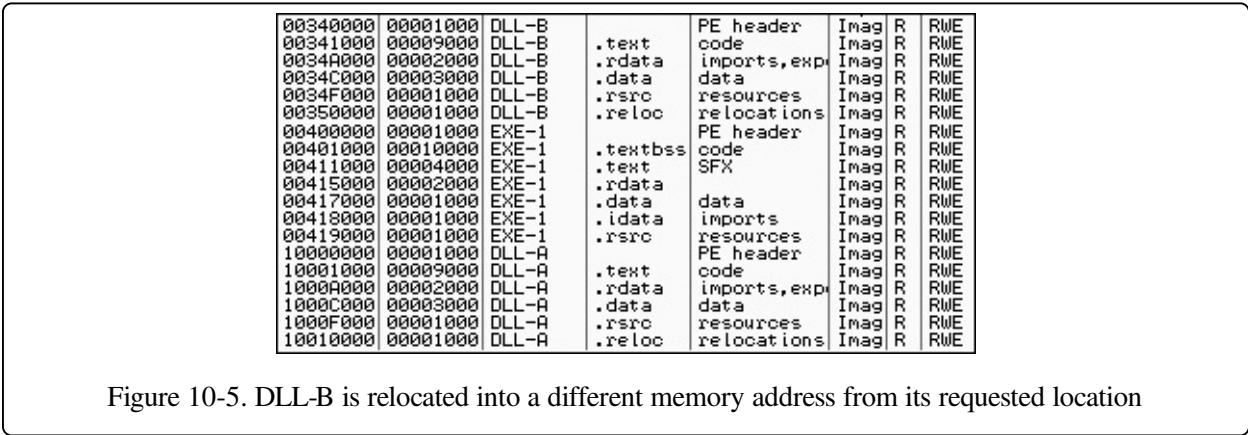 00340000 00001000 DLL-B PE header Imag R RWE
00341000 00009000 DLL-B .text code Imag R RWE
0034A000 00002000 DLL-B .rdata imports,exp Imag R RWE
0034C000 00003000 DLL-B .data data Imag R RWE
0034F000 00001000 DLL-B .rsrc resources Imag R RWE
00350000 00001000 DLL-B .reloc relocations Imag R RWE
00400000 00001000 EXE-1 PE header Imag R RWE
00401000 00010000 EXE-1 .textbss code Imag R RWE
00411000 00004000 EXE-1 .text SFX Imag R RWE
00415000 00002000 EXE-1 .rdata Imag R RWE
00417000 00001000 EXE-1 .data data Imag R RWE
00418000 00001000 EXE-1 .idata imports Imag R RWE
00419000 00001000 EXE-1 .rsrc resources Imag R RWE
10000000 00001000 DLL-A PE header Imag R RWE
10001000 00009000 DLL-A .text code Imag R RWE
1000A000 00002000 DLL-A .rdata imports,exp Imag R RWE
1000C000 00003000 DLL-A .data data Imag R RWE
1000F000 00001000 DLL-A .rsrc resources Imag R RWE
10010000 00001000 DLL-A .reloc relocations Imag R RWE
Figure 10-5. DLL-B is relocated into a different memory address from its requested location